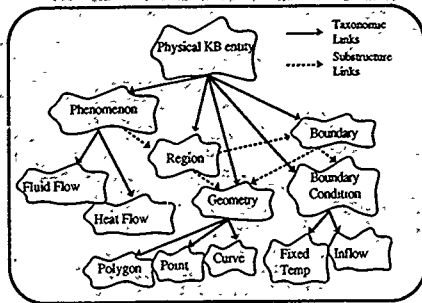 Physical KB entity
Taxonomic
Links
Substructure
Links
Phenomenon
Boundary
Region
Fluid Flow
Heat Flow
Geometry
Boundary
Condition
Polygon
Point
Curve
Fixed
Temp
Inflow